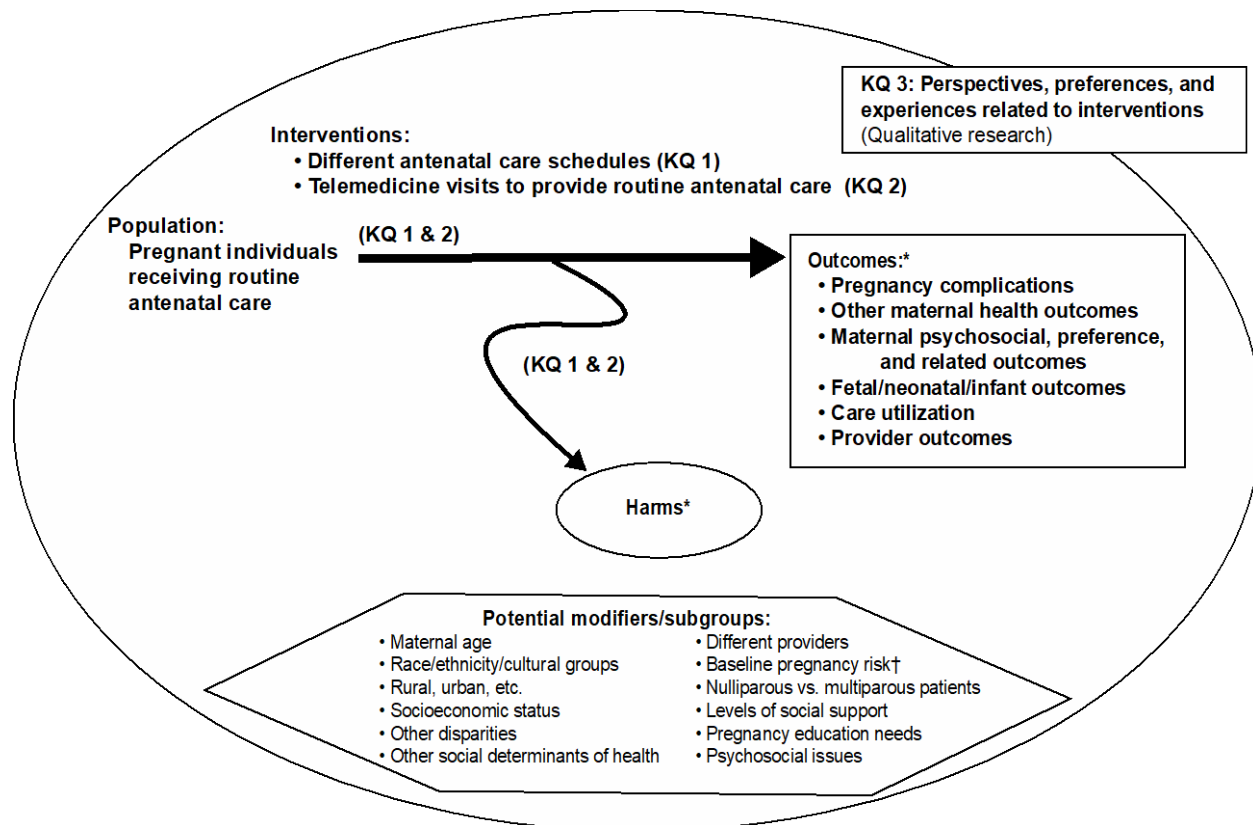 KQ 3: Perspectives, preferences, and
experiences related to interventions
(Qualitative research)
Interventions:
• Different antenatal care schedules (KQ 1)
• Telemedicine visits to provide routine antenatal care (KQ 2)
Population:
Pregnant individuals
receiving routine
antenatal care
(KQ 1 & 2)
Outcomes:*
• Pregnancy complications
• Other maternal health outcomes
• Maternal psychosocial, preference,
and related outcomes
• Fetal/neonatal/infant outcomes
• Care utilization
• Provider outcomes
(KQ 1 & 2)
Harms*
Potential modifiers/subgroups:
• Maternal age
• Race/ethnicity/cultural groups
• Rural, urban, etc.
• Socioeconomic status
• Other disparities
• Other social determinants of health
• Different providers
• Baseline pregnancy risk†
• Nulliparous vs. multiparous patients
• Levels of social support
• Pregnancy education needs
• Psychosocial issues